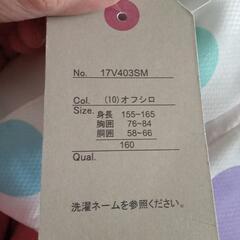 No. 17V403SM
Col. (10)オフシロ
Size. 身長 155-165
胸囲 76-84
胴囲 58-66
160
Qual.
洗濯ネームを参照ください。